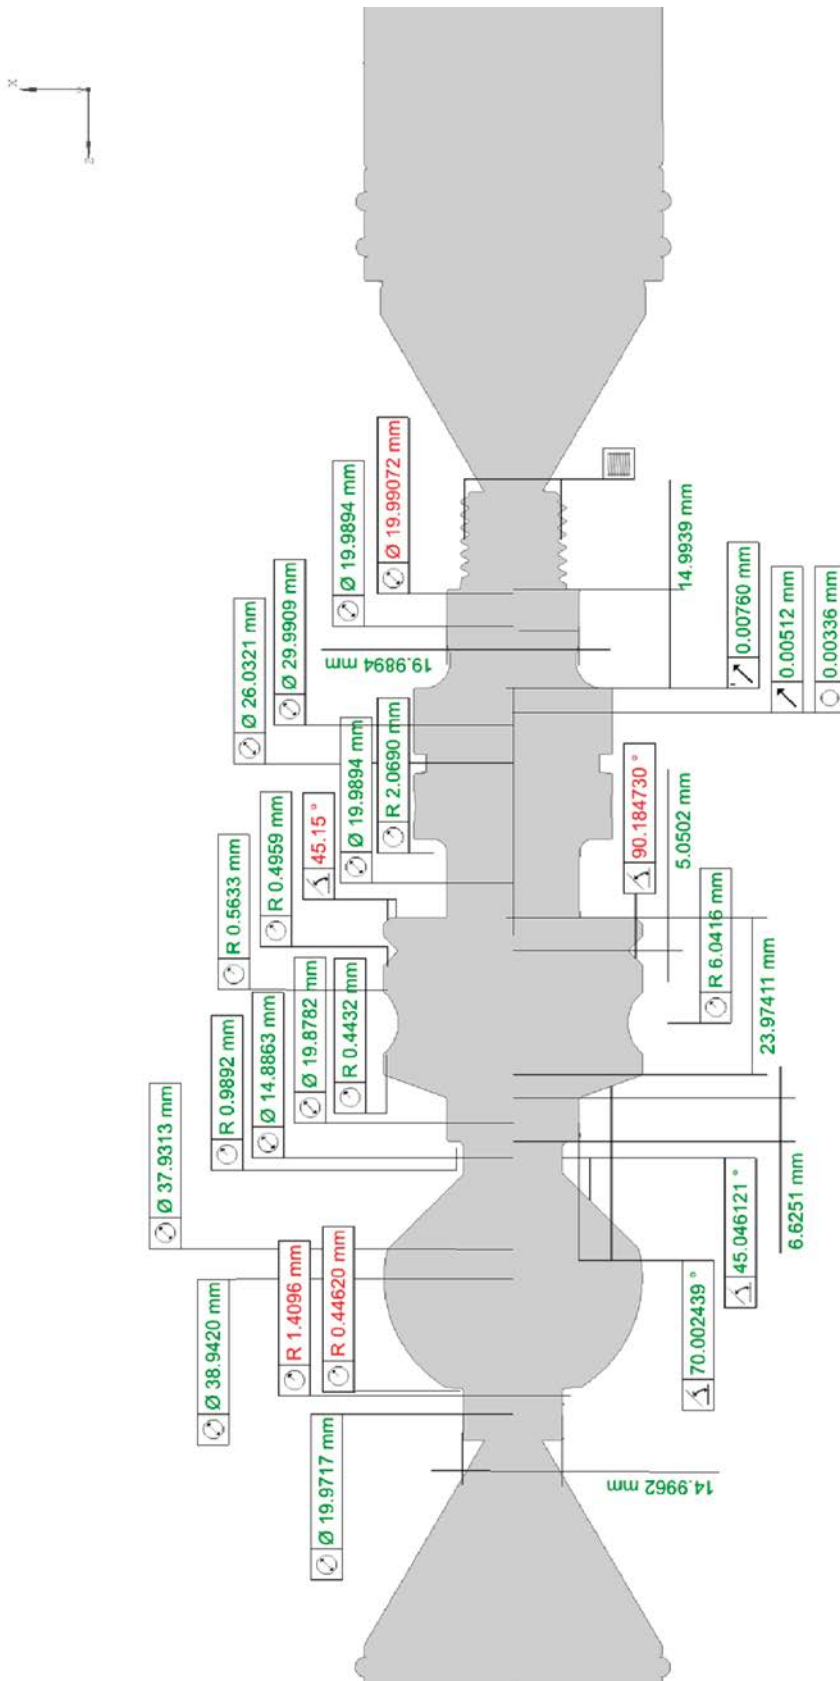 X
Y
Z
Ø 19.99072 mm
Ø 19.9894 mm
14.9939 mm
Ø 29.9909 mm
Ø 26.0321 mm
19.9894 mm
0.00760 mm
0.00512 mm
0.00336 mm
Ø 19.9894 mm
R 2.0690 mm
45.15 °
R 0.4959 mm
R 0.5633 mm
90.184730 °
5.0502 mm
R 6.0416 mm
23.97411 mm
R 0.4432 mm
Ø 19.8782 mm
Ø 14.8863 mm
R 0.9892 mm
Ø 37.9313 mm
6.6251 mm
45.046121 °
70.002439 °
Ø 38.9420 mm
R 1.4096 mm
R 0.44620 mm
Ø 19.9717 mm
14.9962 mm